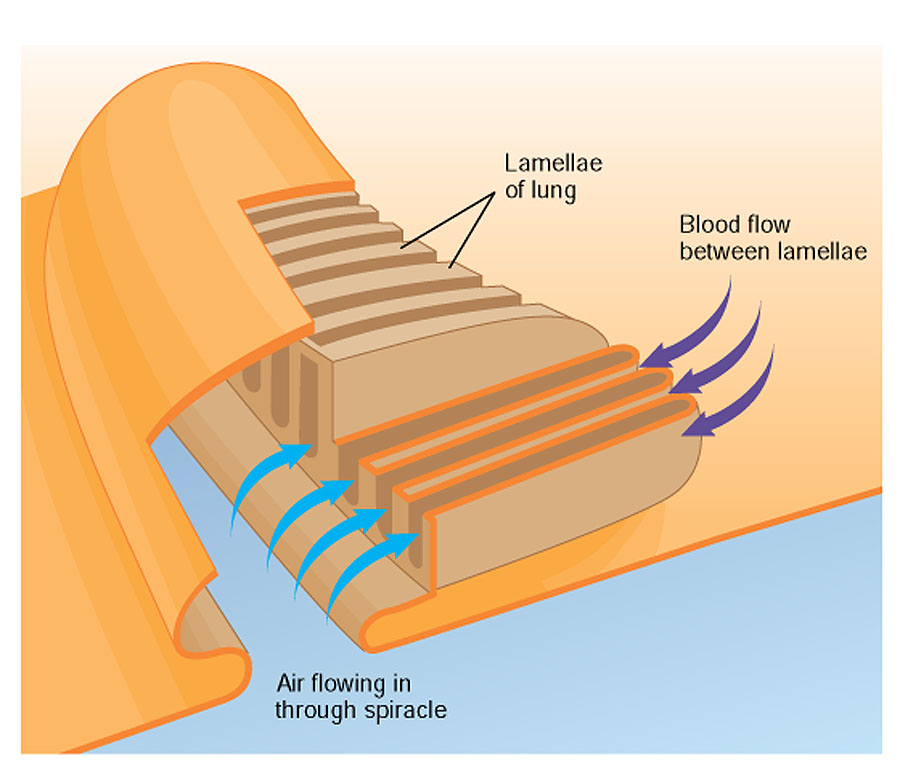 Lamellae
of lung
Blood flow
between lamellae
Air flowing in
through spiracle